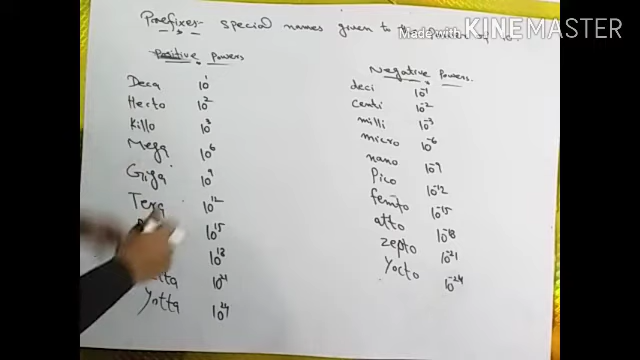 Prefixes- special names given to the Power of 10.
Made with KINEMASTER
Positive Powers
Deca 10¹
Hecto 10²
Killo 10³
Mega 10⁶
Giga 10⁹
Tera 10¹²
10¹⁵
10¹⁸
10²¹
Yotta 10²⁴
Negative Powers.
deci 10⁻¹
centi 10⁻²
milli 10⁻³
micro 10⁻⁶
nano 10⁻⁹
Pico 10⁻¹²
femto 10⁻¹⁵
atto 10⁻¹⁸
zepto 10⁻²¹
Yocto 10⁻²⁴